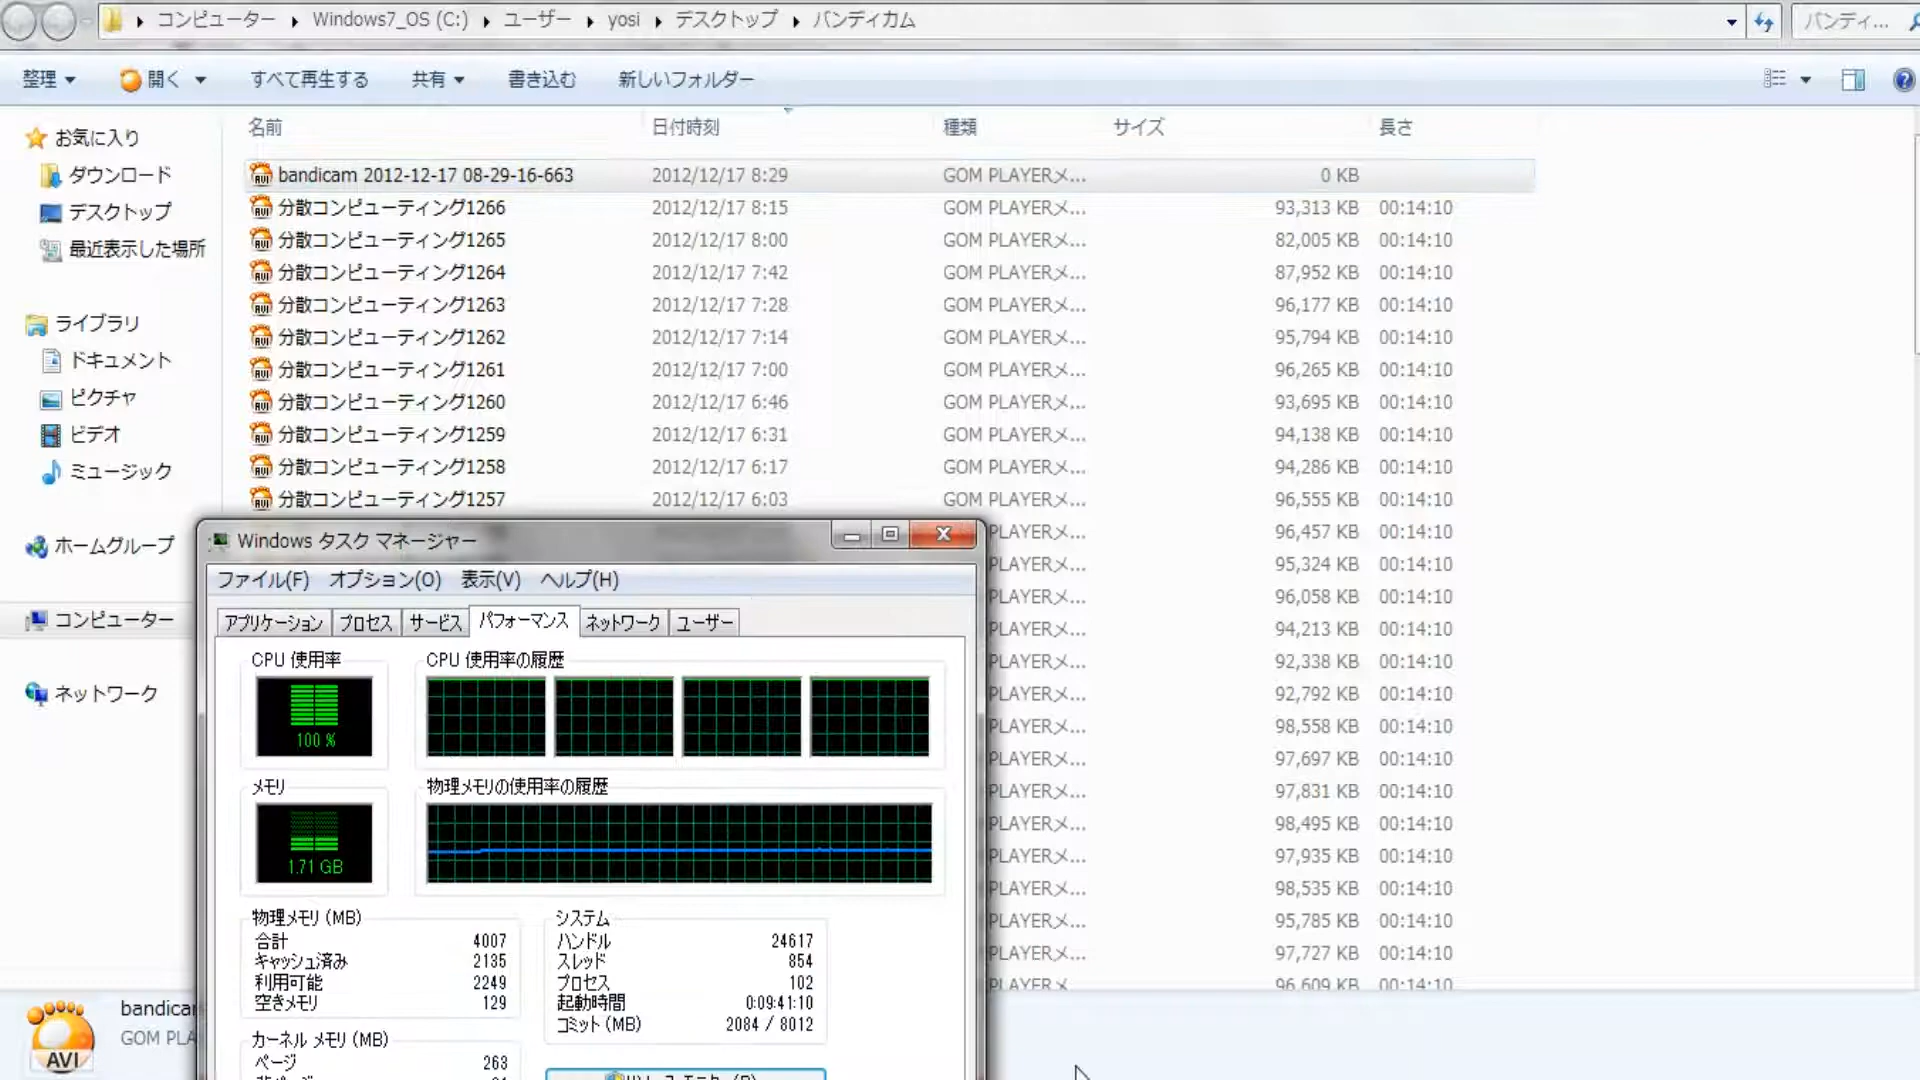 コンピューター ▸ Windows7_OS (C:) ▸ ユーザー ▸ yosi ▸ デスクトップ ▸ バンディカム
バンディ...
整理 開く すべて再生する 共有 書き込む 新しいフォルダー
お気に入り
ダウンロード
デスクトップ
最近表示した場所
ライブラリ
ドキュメント
ピクチャ
ビデオ
ミュージック
ホームグループ
コンピューター
ネットワーク
名前 日付時刻 種類 サイズ 長さ
bandicam 2012-12-17 08-29-16-663 2012/12/17 8:29 GOM PLAYERメ... 0 KB
分散コンピューティング1266 2012/12/17 8:15 GOM PLAYERメ... 93,313 KB 00:14:10
分散コンピューティング1265 2012/12/17 8:00 GOM PLAYERメ... 82,005 KB 00:14:10
分散コンピューティング1264 2012/12/17 7:42 GOM PLAYERメ... 87,952 KB 00:14:10
分散コンピューティング1263 2012/12/17 7:28 GOM PLAYERメ... 96,177 KB 00:14:10
分散コンピューティング1262 2012/12/17 7:14 GOM PLAYERメ... 95,794 KB 00:14:10
分散コンピューティング1261 2012/12/17 7:00 GOM PLAYERメ... 96,265 KB 00:14:10
分散コンピューティング1260 2012/12/17 6:46 GOM PLAYERメ... 93,695 KB 00:14:10
分散コンピューティング1259 2012/12/17 6:31 GOM PLAYERメ... 94,138 KB 00:14:10
分散コンピューティング1258 2012/12/17 6:17 GOM PLAYERメ... 94,286 KB 00:14:10
分散コンピューティング1257 2012/12/17 6:03 GOM PLAYERメ... 96,555 KB 00:14:10
PLAYERメ... 96,457 KB 00:14:10
PLAYERメ... 95,324 KB 00:14:10
PLAYERメ... 96,058 KB 00:14:10
PLAYERメ... 94,213 KB 00:14:10
PLAYERメ... 92,338 KB 00:14:10
PLAYERメ... 92,792 KB 00:14:10
PLAYERメ... 98,558 KB 00:14:10
PLAYERメ... 97,697 KB 00:14:10
PLAYERメ... 97,831 KB 00:14:10
PLAYERメ... 98,495 KB 00:14:10
PLAYERメ... 97,935 KB 00:14:10
PLAYERメ... 98,535 KB 00:14:10
PLAYERメ... 95,785 KB 00:14:10
PLAYERメ... 97,727 KB 00:14:10
PLAYERメ... 96,609 KB 00:14:10
Windows タスク マネージャー
ファイル(F) オプション(O) 表示(V) ヘルプ(H)
アプリケーション プロセス サービス パフォーマンス ネットワーク ユーザー
CPU 使用率 CPU 使用率の履歴
100 %
メモリ 物理メモリの使用率の履歴
1.71 GB
物理メモリ (MB)
合計 4007
キャッシュ済み 2135
利用可能 2249
空きメモリ 129
システム
ハンドル 24617
スレッド 854
プロセス 102
起動時間 0:09:41:10
コミット (MB) 2084 / 8012
カーネル メモリ (MB)
ページ 263
AVI
bandicam
GOM PLA